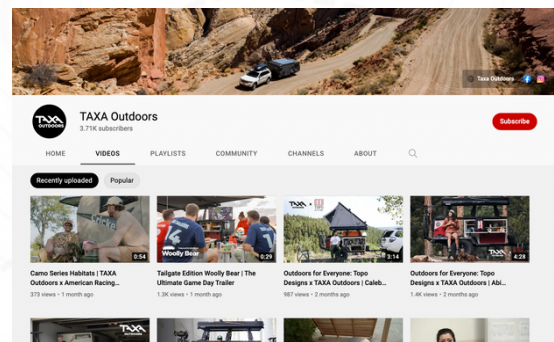 Taxa Outdoors
TAXA
OUTDOORS
TAXA Outdoors
3.71K subscribers
Subscribe
HOME VIDEOS PLAYLISTS COMMUNITY CHANNELS ABOUT
Recently uploaded Popular
0:54
Woolly Bear
0:29
TAXA
3:14
4:28
Camo Series Habitats | TAXA
Outdoors x American Racing...
373 views • 1 month ago
Tailgate Edition Woolly Bear | The
Ultimate Game Day Trailer
1.3K views • 1 month ago
Outdoors for Everyone: Topo
Designs x TAXA Outdoors | Caleb...
987 views • 2 months ago
Outdoors for Everyone: Topo
Designs x TAXA Outdoors | Abi...
1.4K views • 2 months ago
TAXA